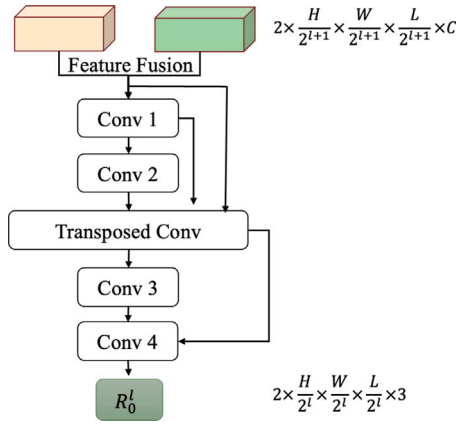 2 × H/2^{l+1} × W/2^{l+1} × L/2^{l+1} × C
Feature Fusion
Conv 1
Conv 2
Transposed Conv
Conv 3
Conv 4
R_0^l
2 × H/2^l × W/2^l × L/2^l × 3